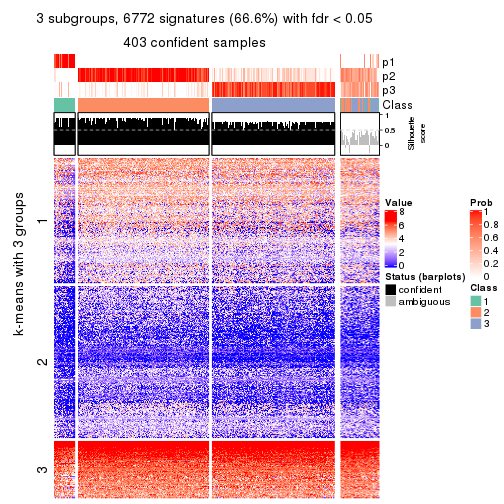 3 subgroups, 6772 signatures (66.6%) with fdr < 0.05
403 confident samples
p1
p2
p3
Class
1
0.5
0
Silhouette
score
k-means with 3 groups
1
2
3
Value
8
6
4
2
0
Status (barplots)
confident
ambiguous
Prob
1
0.8
0.6
0.4
0.2
0
Class
1
2
3